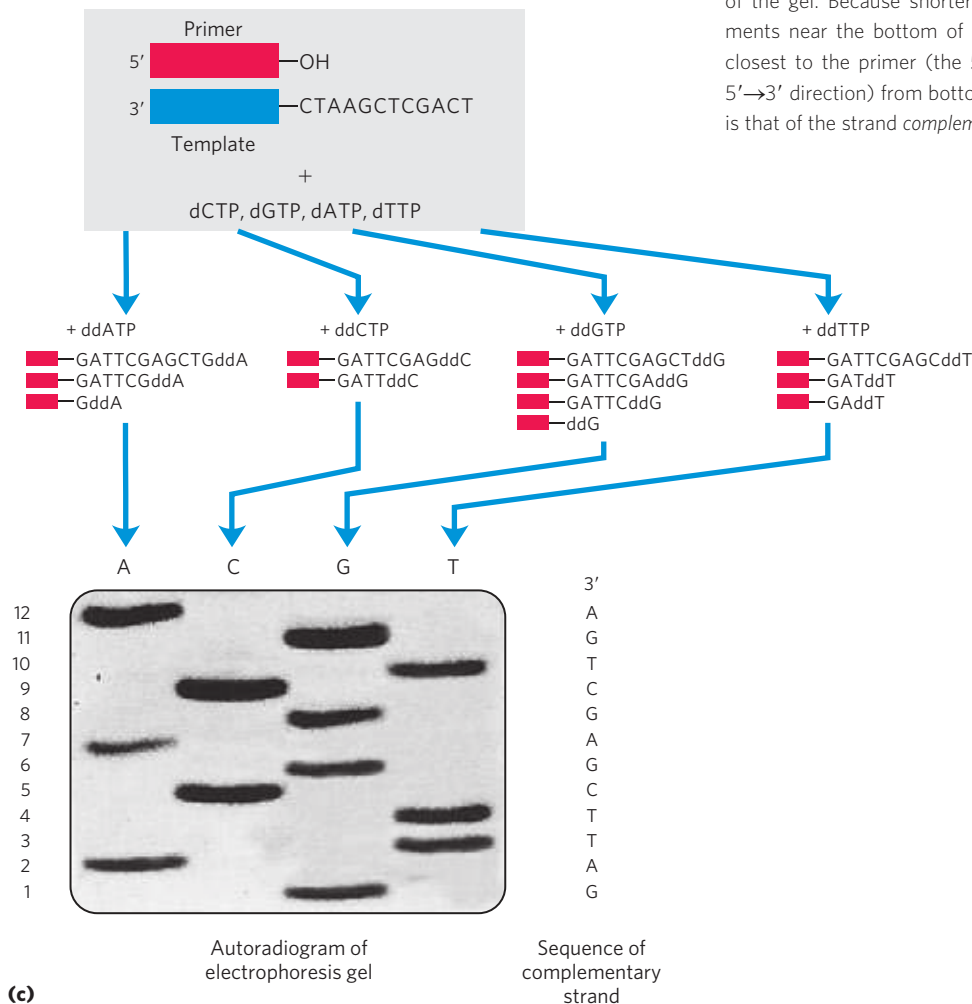 of the gel. Because shorter
ments near the bottom of
closest to the primer (the
5′→3′ direction) from botto
is that of the strand complem
Primer
5′ —OH
3′ —CTAAGCTCGACT
Template
+
dCTP, dGTP, dATP, dTTP
+ ddATP
GATTCGAGCTGddA
GATTCGddA
GddA
+ ddCTP
GATTCGAGddC
GATTddC
+ ddGTP
GATTCGAGCTddG
GATTCGAddG
GATTCddG
ddG
+ ddTTP
GATTCGAGCddT
GATddT
GAddT
A C G T
3′
12 A
11 G
10 T
9 C
8 G
7 A
6 G
5 C
4 T
3 T
2 A
1 G
Autoradiogram of
electrophoresis gel
Sequence of
complementary
strand
(c)